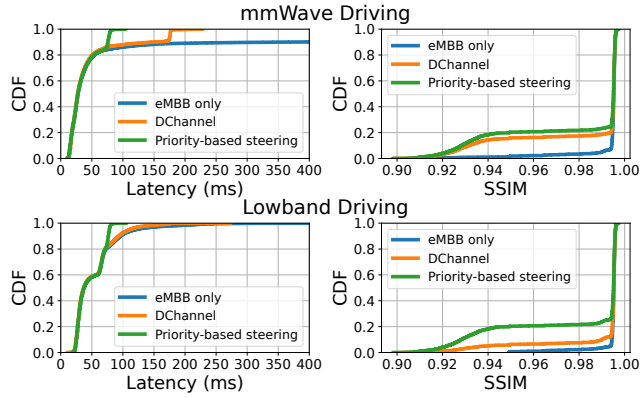 mmWave Driving
CDF
1.0
0.8
0.6
0.4
0.2
0.0
eMBB only
DChannel
Priority-based steering
0 50 100 150 200 250 300 350 400
Latency (ms)
CDF
1.0
0.8
0.6
0.4
0.2
0.0
eMBB only
DChannel
Priority-based steering
0.90 0.92 0.94 0.96 0.98 1.00
SSIM
Lowband Driving
CDF
1.0
0.8
0.6
0.4
0.2
0.0
eMBB only
DChannel
Priority-based steering
0 50 100 150 200 250 300 350 400
Latency (ms)
CDF
1.0
0.8
0.6
0.4
0.2
0.0
eMBB only
DChannel
Priority-based steering
0.90 0.92 0.94 0.96 0.98 1.00
SSIM